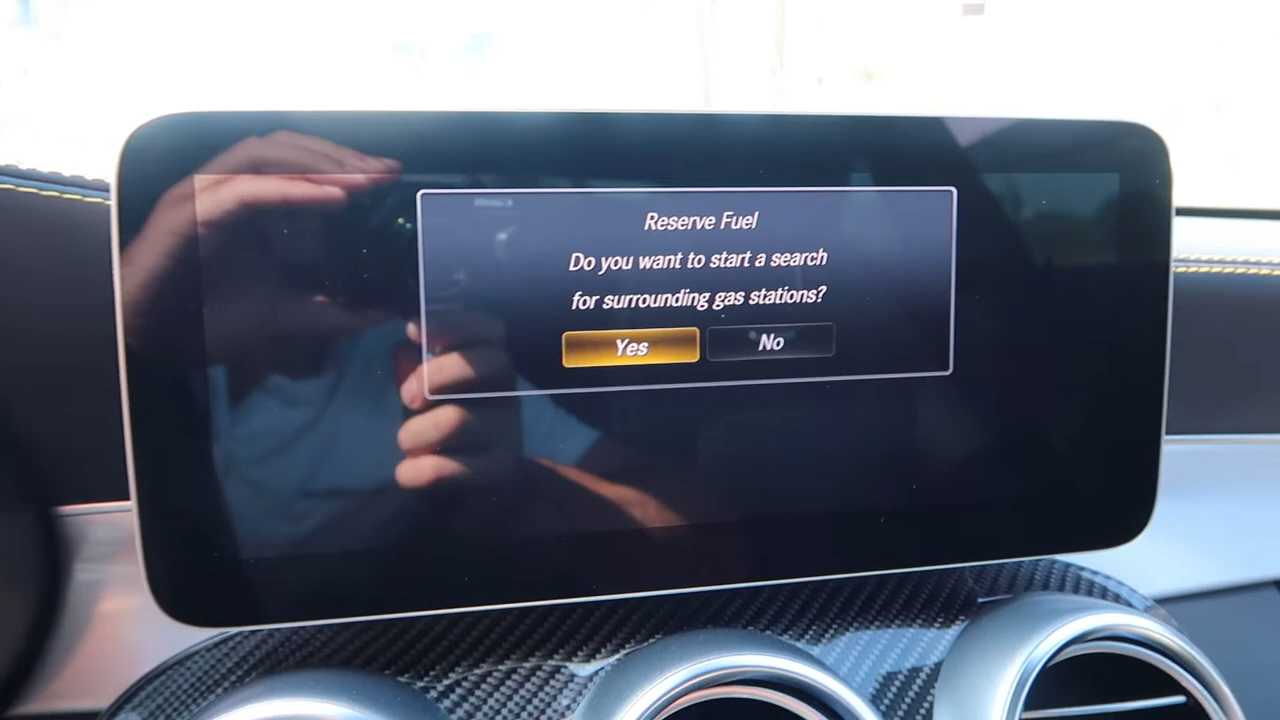 Reserve Fuel
Do you want to start a search
for surrounding gas stations?
Yes
No